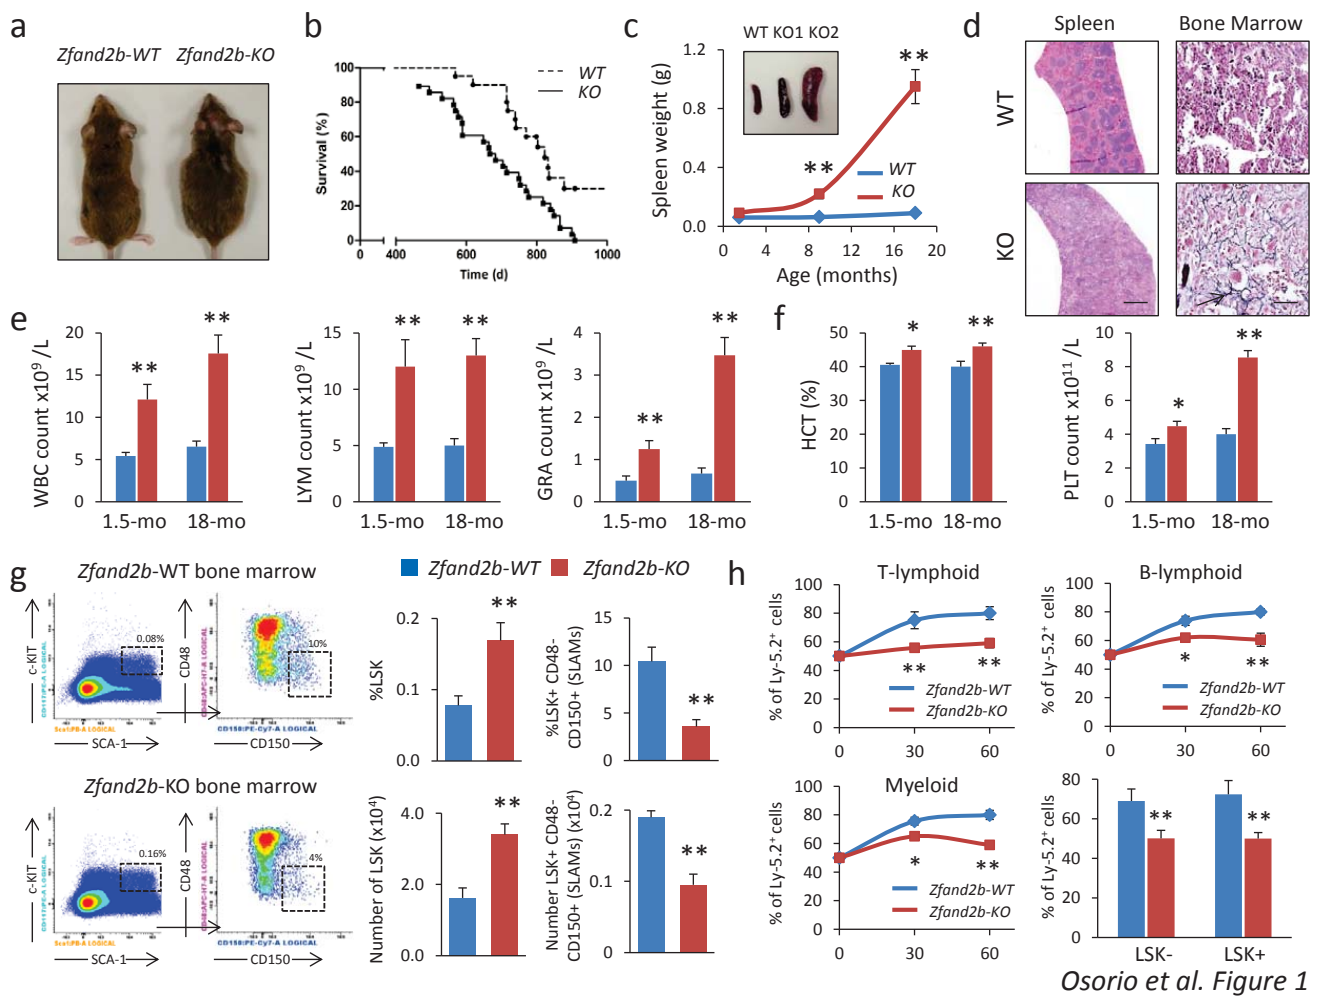 a
Zfand2b-WT Zfand2b-KO
b
Survival (%)
100
80
60
40
20
0
0 400 600 800 1000
Time (d)
WT
KO
c
WT KO1 KO2
Spleen weight (g)
1.2
0.8
0.4
0.0
0 4 8 12 16 20
Age (months)
**
**
WT
KO
d
Spleen Bone Marrow
WT
KO
e
WBC count x10⁹ /L
20
15
10
5
0
**
**
1.5-mo 18-mo
LYM count x10⁹ /L
15
10
5
0
**
**
1.5-mo 18-mo
GRA count x10⁹ /L
4
3
2
1
0
**
**
1.5-mo 18-mo
f
HCT (%)
50
40
30
20
10
0
*
**
1.5-mo 18-mo
PLT count x10¹¹ /L
10
8
6
4
2
0
*
**
1.5-mo 18-mo
g
Zfand2b-WT Zfand2b-KO
Zfand2b-WT bone marrow
c-KIT
0.08%
SCA-1
CD48
10%
CD150:PE-Cy7-A LOGICAL
CD150
Zfand2b-KO bone marrow
c-KIT
0.16%
SCA-1
CD48
4%
CD150:PE-Cy7-A LOGICAL
CD150
%LSK
0.2
0.1
0.0
**
%LSK+ CD48-
CD150+ (SLAMs)
15
10
5
0
**
Number of LSK (x10⁴)
4.0
2.0
0
**
Number LSK+ CD48-
CD150+ (SLAMs) (x10⁴)
0.2
0.1
0
**
h
T-lymphoid
% of Ly-5.2⁺ cells
100
80
60
40
20
0
** **
Zfand2b-WT
Zfand2b-KO
0 30 60
B-lymphoid
% of Ly-5.2⁺ cells
100
80
60
40
20
0
* **
Zfand2b-WT
Zfand2b-KO
0 30 60
Myeloid
% of Ly-5.2⁺ cells
100
80
60
40
20
0
* **
Zfand2b-WT
Zfand2b-KO
0 30 60
% of Ly-5.2⁺ cells
80
60
40
20
0
** **
LSK- LSK+
Osorio et al. Figure 1